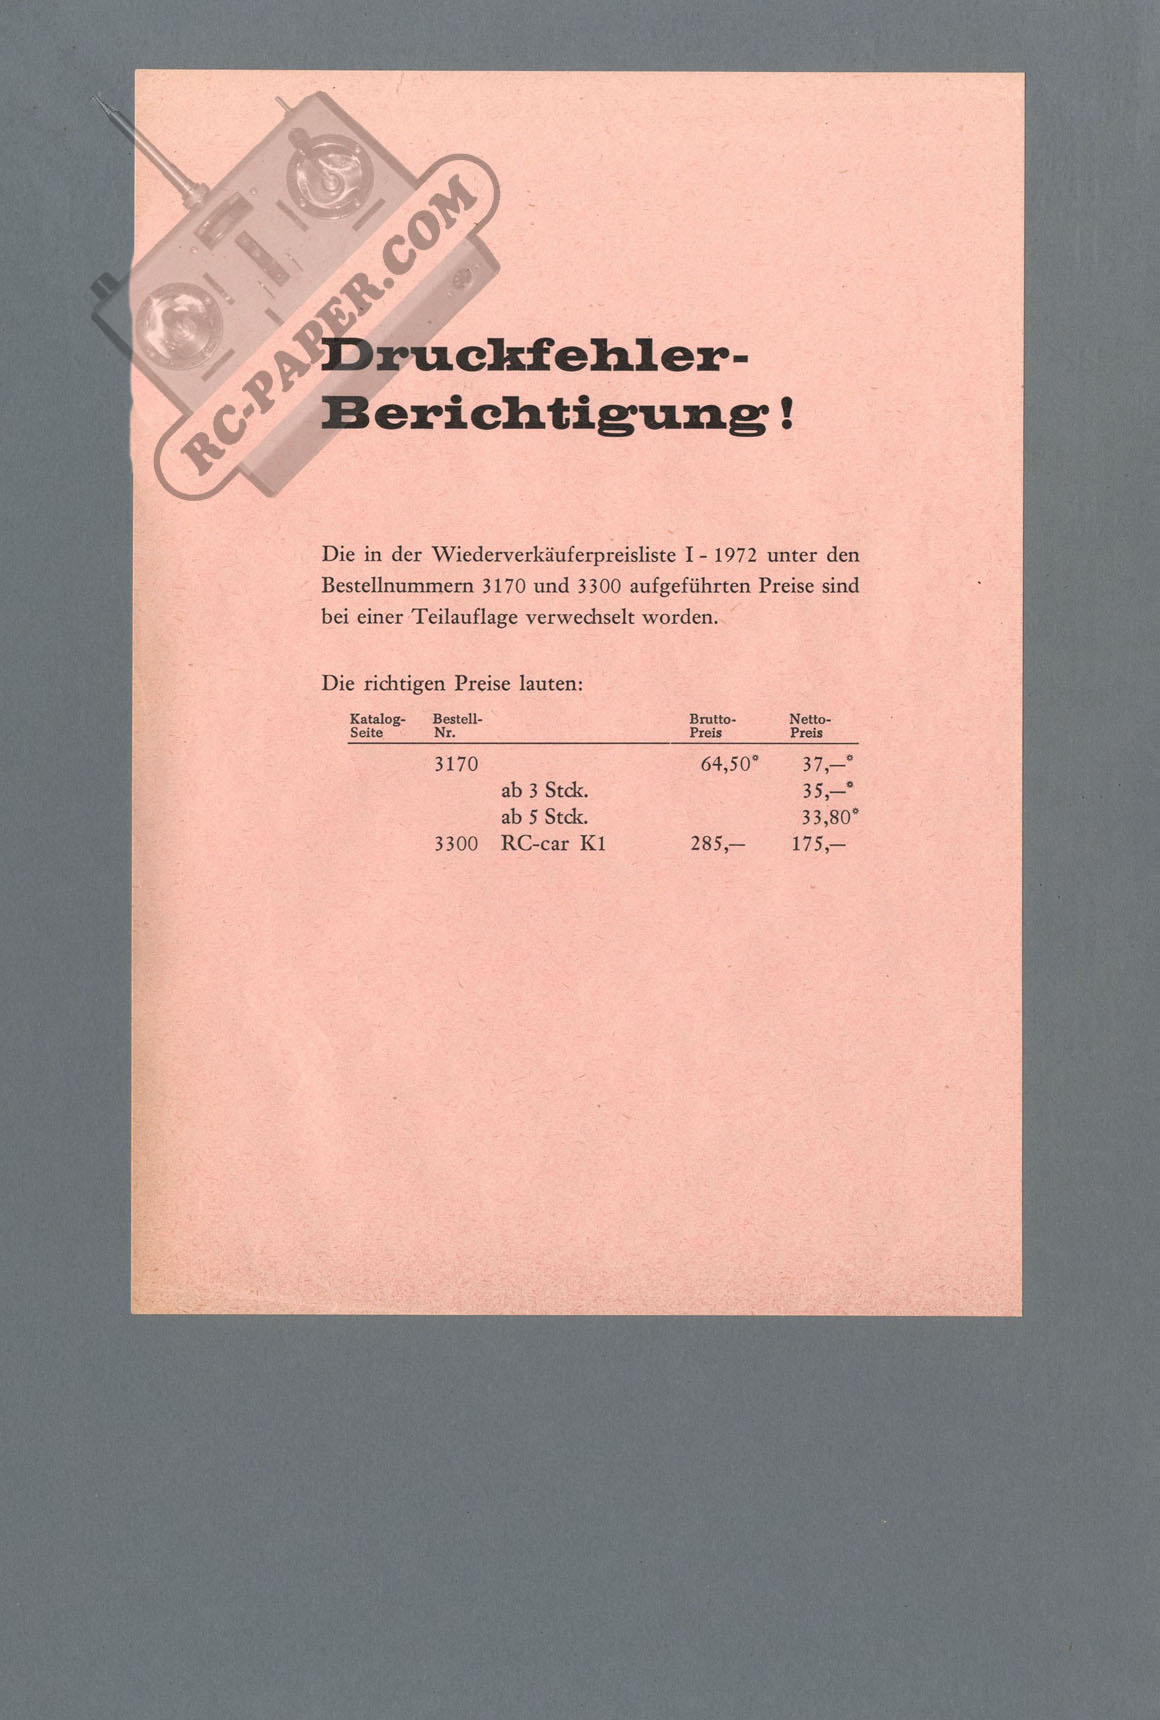 RC-PAPER.COM
Druckfehler-
Berichtigung!
Die in der Wiederverkäuferpreisliste I - 1972 unter den
Bestellnummern 3170 und 3300 aufgeführten Preise sind
bei einer Teilauflage verwechselt worden.
Die richtigen Preise lauten:
Katalog-Seite Bestell-Nr. Brutto-Preis Netto-Preis
3170 64,50* 37,—*
ab 3 Stck. 35,—*
ab 5 Stck. 33,80*
3300 RC-car K1 285,— 175,—